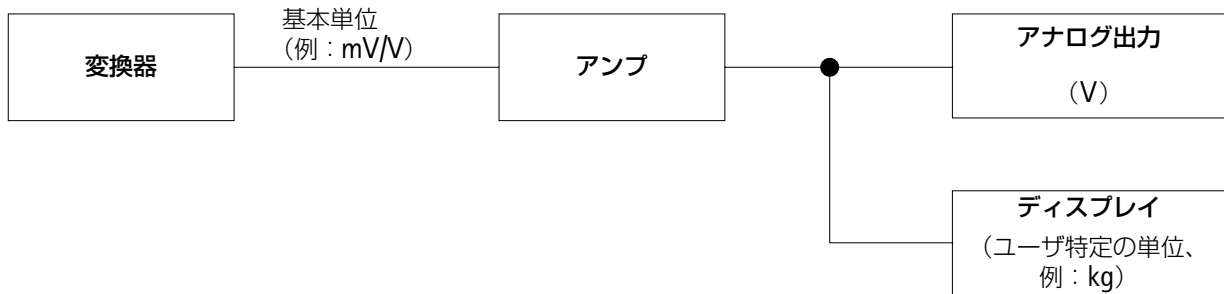 変換器
基本単位
（例：mV/V）
アンプ
アナログ出力
（V）
ディスプレイ
（ユーザ特定の単位、
例：kg）